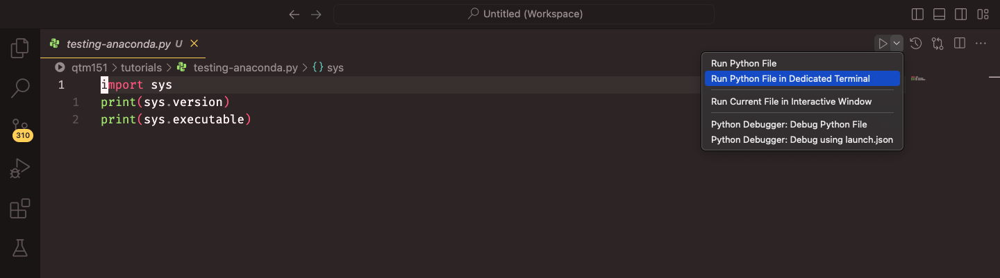 Untitled (Workspace)
testing-anaconda.py U
qtm151 > tutorials > testing-anaconda.py > {} sys
1 import sys
1 print(sys.version)
2 print(sys.executable)
310
Run Python File
Run Python File in Dedicated Terminal
Run Current File in Interactive Window
Python Debugger: Debug Python File
Python Debugger: Debug using launch.json